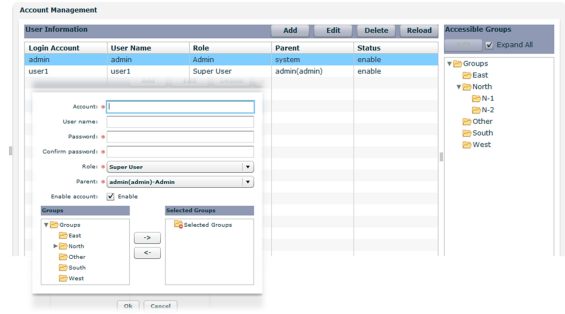 Account Management
User Information
Add Edit Delete Reload
Accessible Groups
Login Account User Name Role Parent Status
Expand All
admin admin Admin system enable
user1 user1 Super User admin(admin) enable
Groups
East
North
N-1
N-2
Other
South
West
Account: *
User name:
Password: *
Confirm password: *
Role: * Super User
Parent: * admin(admin)-Admin
Enable account: Enable
Groups
Groups
East
North
Other
South
West
->
<-
Selected Groups
Selected Groups
Ok Cancel